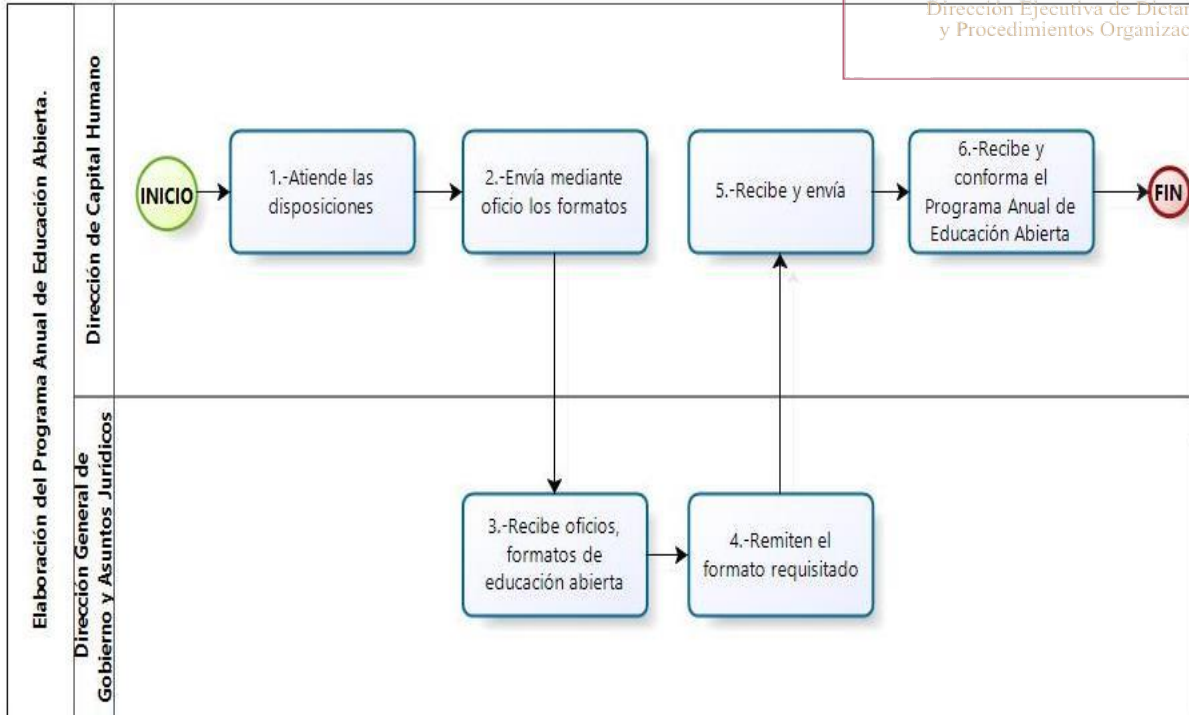 Dirección Ejecutiva de
y Procedimientos
Elaboración del Programa Anual de Educación Abierta.
Dirección de Capital Humano
INICIO
1.-Atiende las
disposiciones
2.-Envía mediante
oficio los formatos
5.-Recibe y envía
6.-Recibe y
conforma el
Programa Anual de
Educación Abierta
FIN
Dirección General de
Gobierno y Asuntos Jurídicos
3.-Recibe oficios,
formatos de
educación abierta
4.-Remiten el
formato requisitado